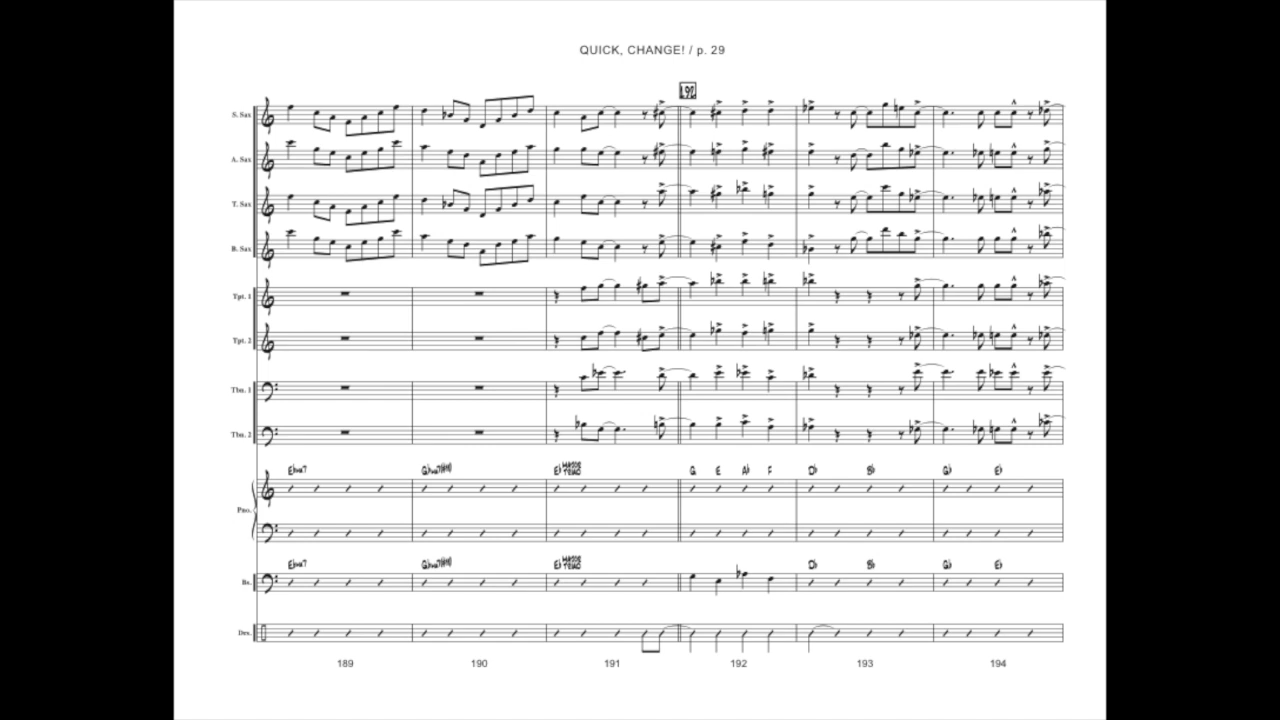 QUICK, CHANGE! / p. 29
192
S. Sax
A. Sax
T. Sax
B. Sax
Tpt. 1
Tpt. 2
Tbn. 1
Tbn. 2
G E A♭ F D♭ B♭ G♭ E♭
Pno.
D♭ B♭ G♭ E♭
Bs.
Drs.
189 190 191 192 193 194